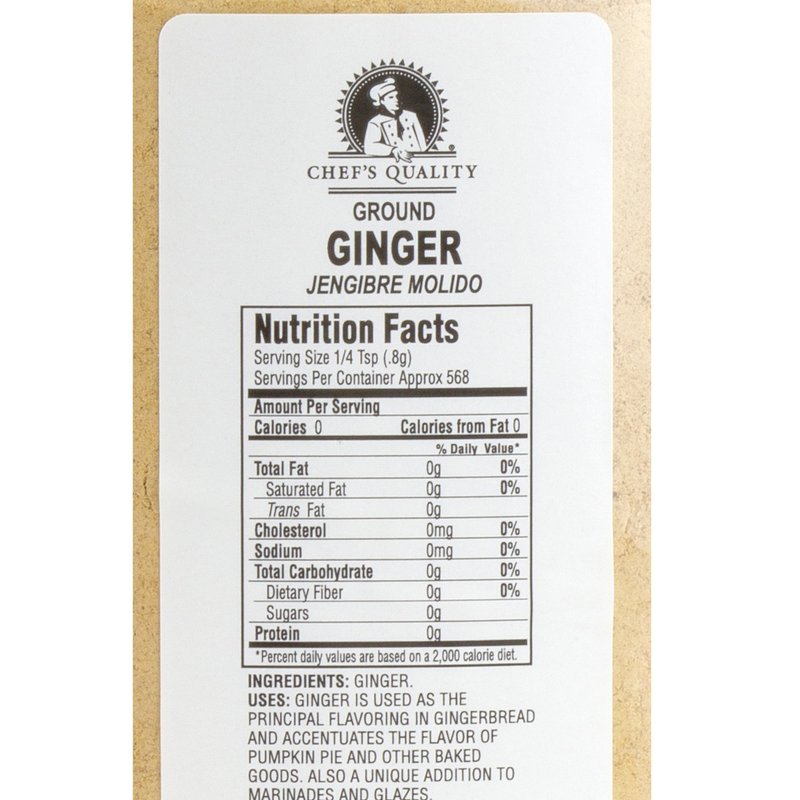 CHEF'S QUALITY
GROUND
GINGER
JENGIBRE MOLIDO
Nutrition Facts
Serving Size 1/4 Tsp (.8g)
Servings Per Container Approx 568
Amount Per Serving
Calories 0 Calories from Fat 0
% Daily Value*
Total Fat 0g 0%
Saturated Fat 0g 0%
Trans Fat 0g
Cholesterol 0mg 0%
Sodium 0mg 0%
Total Carbohydrate 0g 0%
Dietary Fiber 0g 0%
Sugars 0g
Protein 0g
*Percent daily values are based on a 2,000 calorie diet.
INGREDIENTS: GINGER.
USES: GINGER IS USED AS THE
PRINCIPAL FLAVORING IN GINGERBREAD
AND ACCENTUATES THE FLAVOR OF
PUMPKIN PIE AND OTHER BAKED
GOODS. ALSO A UNIQUE ADDITION TO
MARINADES AND GLAZES.